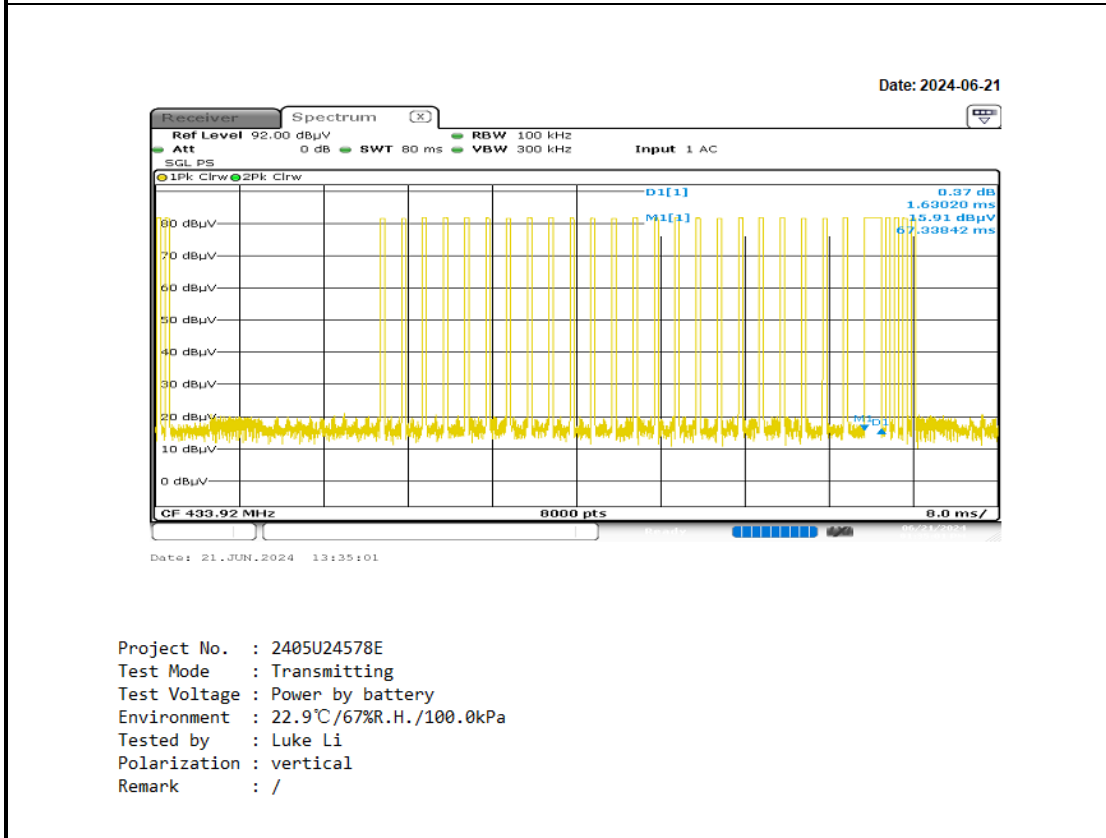 Date: 2024-06-21
Receiver Spectrum X
Ref Level 92.00 dBµV RBW 100 kHz
Att 0 dB SWT 80 ms VBW 300 kHz Input 1 AC
SGL PS
1Pk Clrw 2Pk Clrw
D1[1] 0.37 dB
1.63020 ms
80 dBµV M1[1] 15.91 dBµV
67.33842 ms
70 dBµV
60 dBµV
50 dBµV
40 dBµV
30 dBµV
20 dBµV
M1 D1
10 dBµV
0 dBµV
CF 433.92 MHz 8000 pts 8.0 ms/
Ready
Date: 21.JUN.2024 13:35:01
Project No. : 2405U24578E
Test Mode : Transmitting
Test Voltage : Power by battery
Environment : 22.9℃/67%R.H./100.0kPa
Tested by : Luke Li
Polarization : vertical
Remark : /